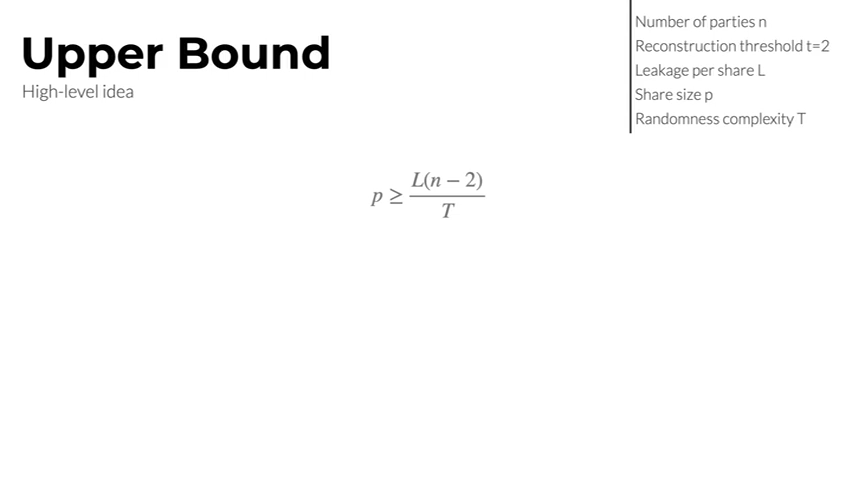 Upper Bound
High-level idea
Number of parties n
Reconstruction threshold t=2
Leakage per share L
Share size p
Randomness complexity T
p ≥ L(n − 2) / T